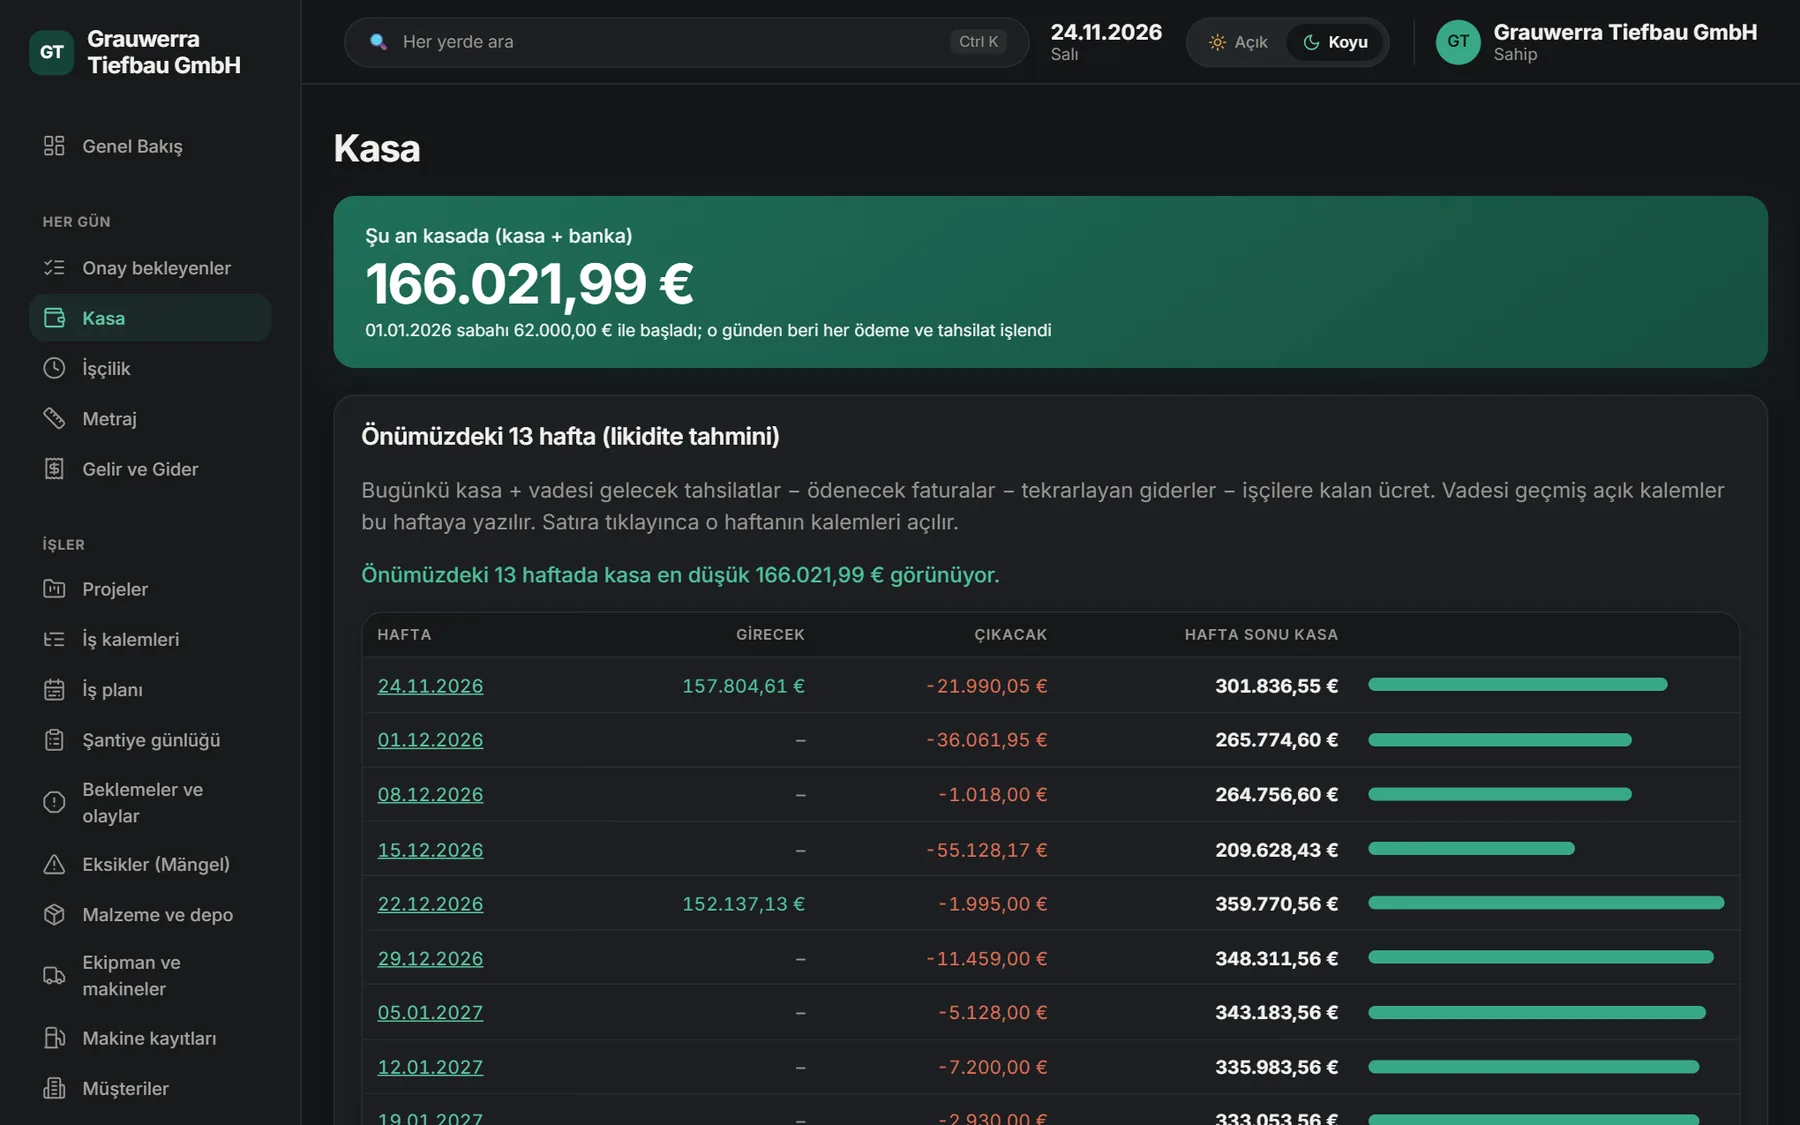 GT
Grauwerra
Tiefbau GmbH
Her yerde ara
Ctrl K
24.11.2026
Salı
Açık
Koyu
GT
Grauwerra Tiefbau GmbH
Sahip
Genel Bakış
HER GÜN
Onay bekleyenler
Kasa
İşçilik
Metraj
Gelir ve Gider
İŞLER
Projeler
İş kalemleri
İş planı
Şantiye günlüğü
Beklemeler ve
olaylar
Eksikler (Mängel)
Malzeme ve depo
Ekipman ve
makineler
Makine kayıtları
Müşteriler
Kasa
Şu an kasada (kasa + banka)
166.021,99 €
01.01.2026 sabahı 62.000,00 € ile başladı; o günden beri her ödeme ve tahsilat işlendi
Önümüzdeki 13 hafta (likidite tahmini)
Bugünkü kasa + vadesi gelecek tahsilatlar – ödenecek faturalar – tekrarlayan giderler – işçilere kalan ücret. Vadesi geçmiş açık kalemler
bu haftaya yazılır. Satıra tıklayınca o haftanın kalemleri açılır.
Önümüzdeki 13 haftada kasa en düşük 166.021,99 € görünüyor.
HAFTA GİRECEK ÇIKACAK HAFTA SONU KASA
24.11.2026 157.804,61 € -21.990,05 € 301.836,55 €
01.12.2026 – -36.061,95 € 265.774,60 €
08.12.2026 – -1.018,00 € 264.756,60 €
15.12.2026 – -55.128,17 € 209.628,43 €
22.12.2026 152.137,13 € -1.995,00 € 359.770,56 €
29.12.2026 – -11.459,00 € 348.311,56 €
05.01.2027 – -5.128,00 € 343.183,56 €
12.01.2027 – -7.200,00 € 335.983,56 €
19.01.2027 – -2.930,00 € 333.053,56 €